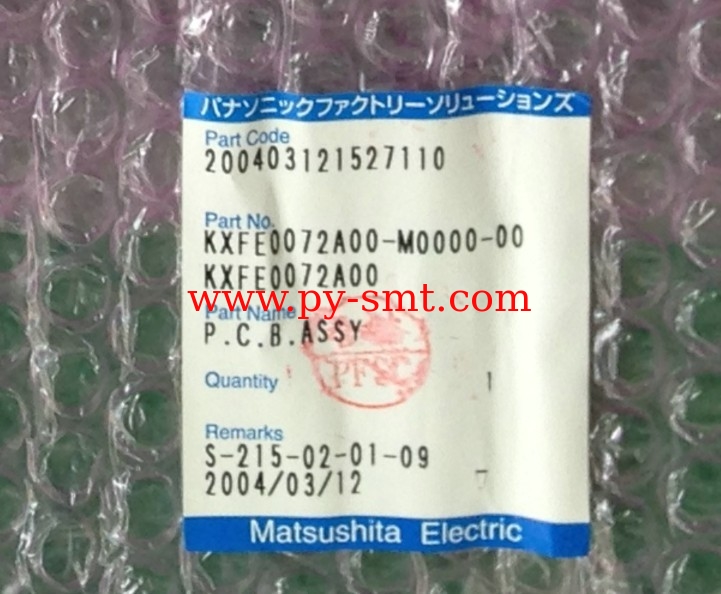 パナソニックファクトリーソリューションズ
Part Code
200403121527110
Part No.
KXFE0072A00-M0000-00
KXFE0072A00
www.py-smt.com
Part Name
P.C.B.ASSY
PFSC
Quantity 1
Remarks
S-215-02-01-09
2004/03/12
Matsushita Electric